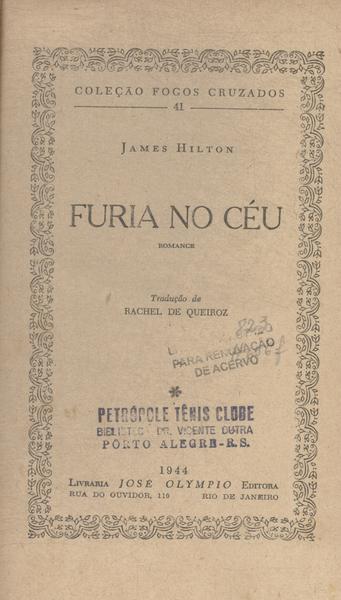 COLEÇÃO FOGOS CRUZADOS
41
JAMES HILTON
FURIA NO CÉU
ROMANCE
Tradução de
RACHEL DE QUEIROZ
823
PARA RENOVAÇÃO
DE ACERVO
*
PETRÓPOLE TÊNIS CLUBE
DR. VICENTE DUTRA
PORTO ALEGRE-R.S.
1944
LIVRARIA JOSÉ OLYMPIO EDITORA
RUA DO OUVIDOR, 110 RIO DE JANEIRO